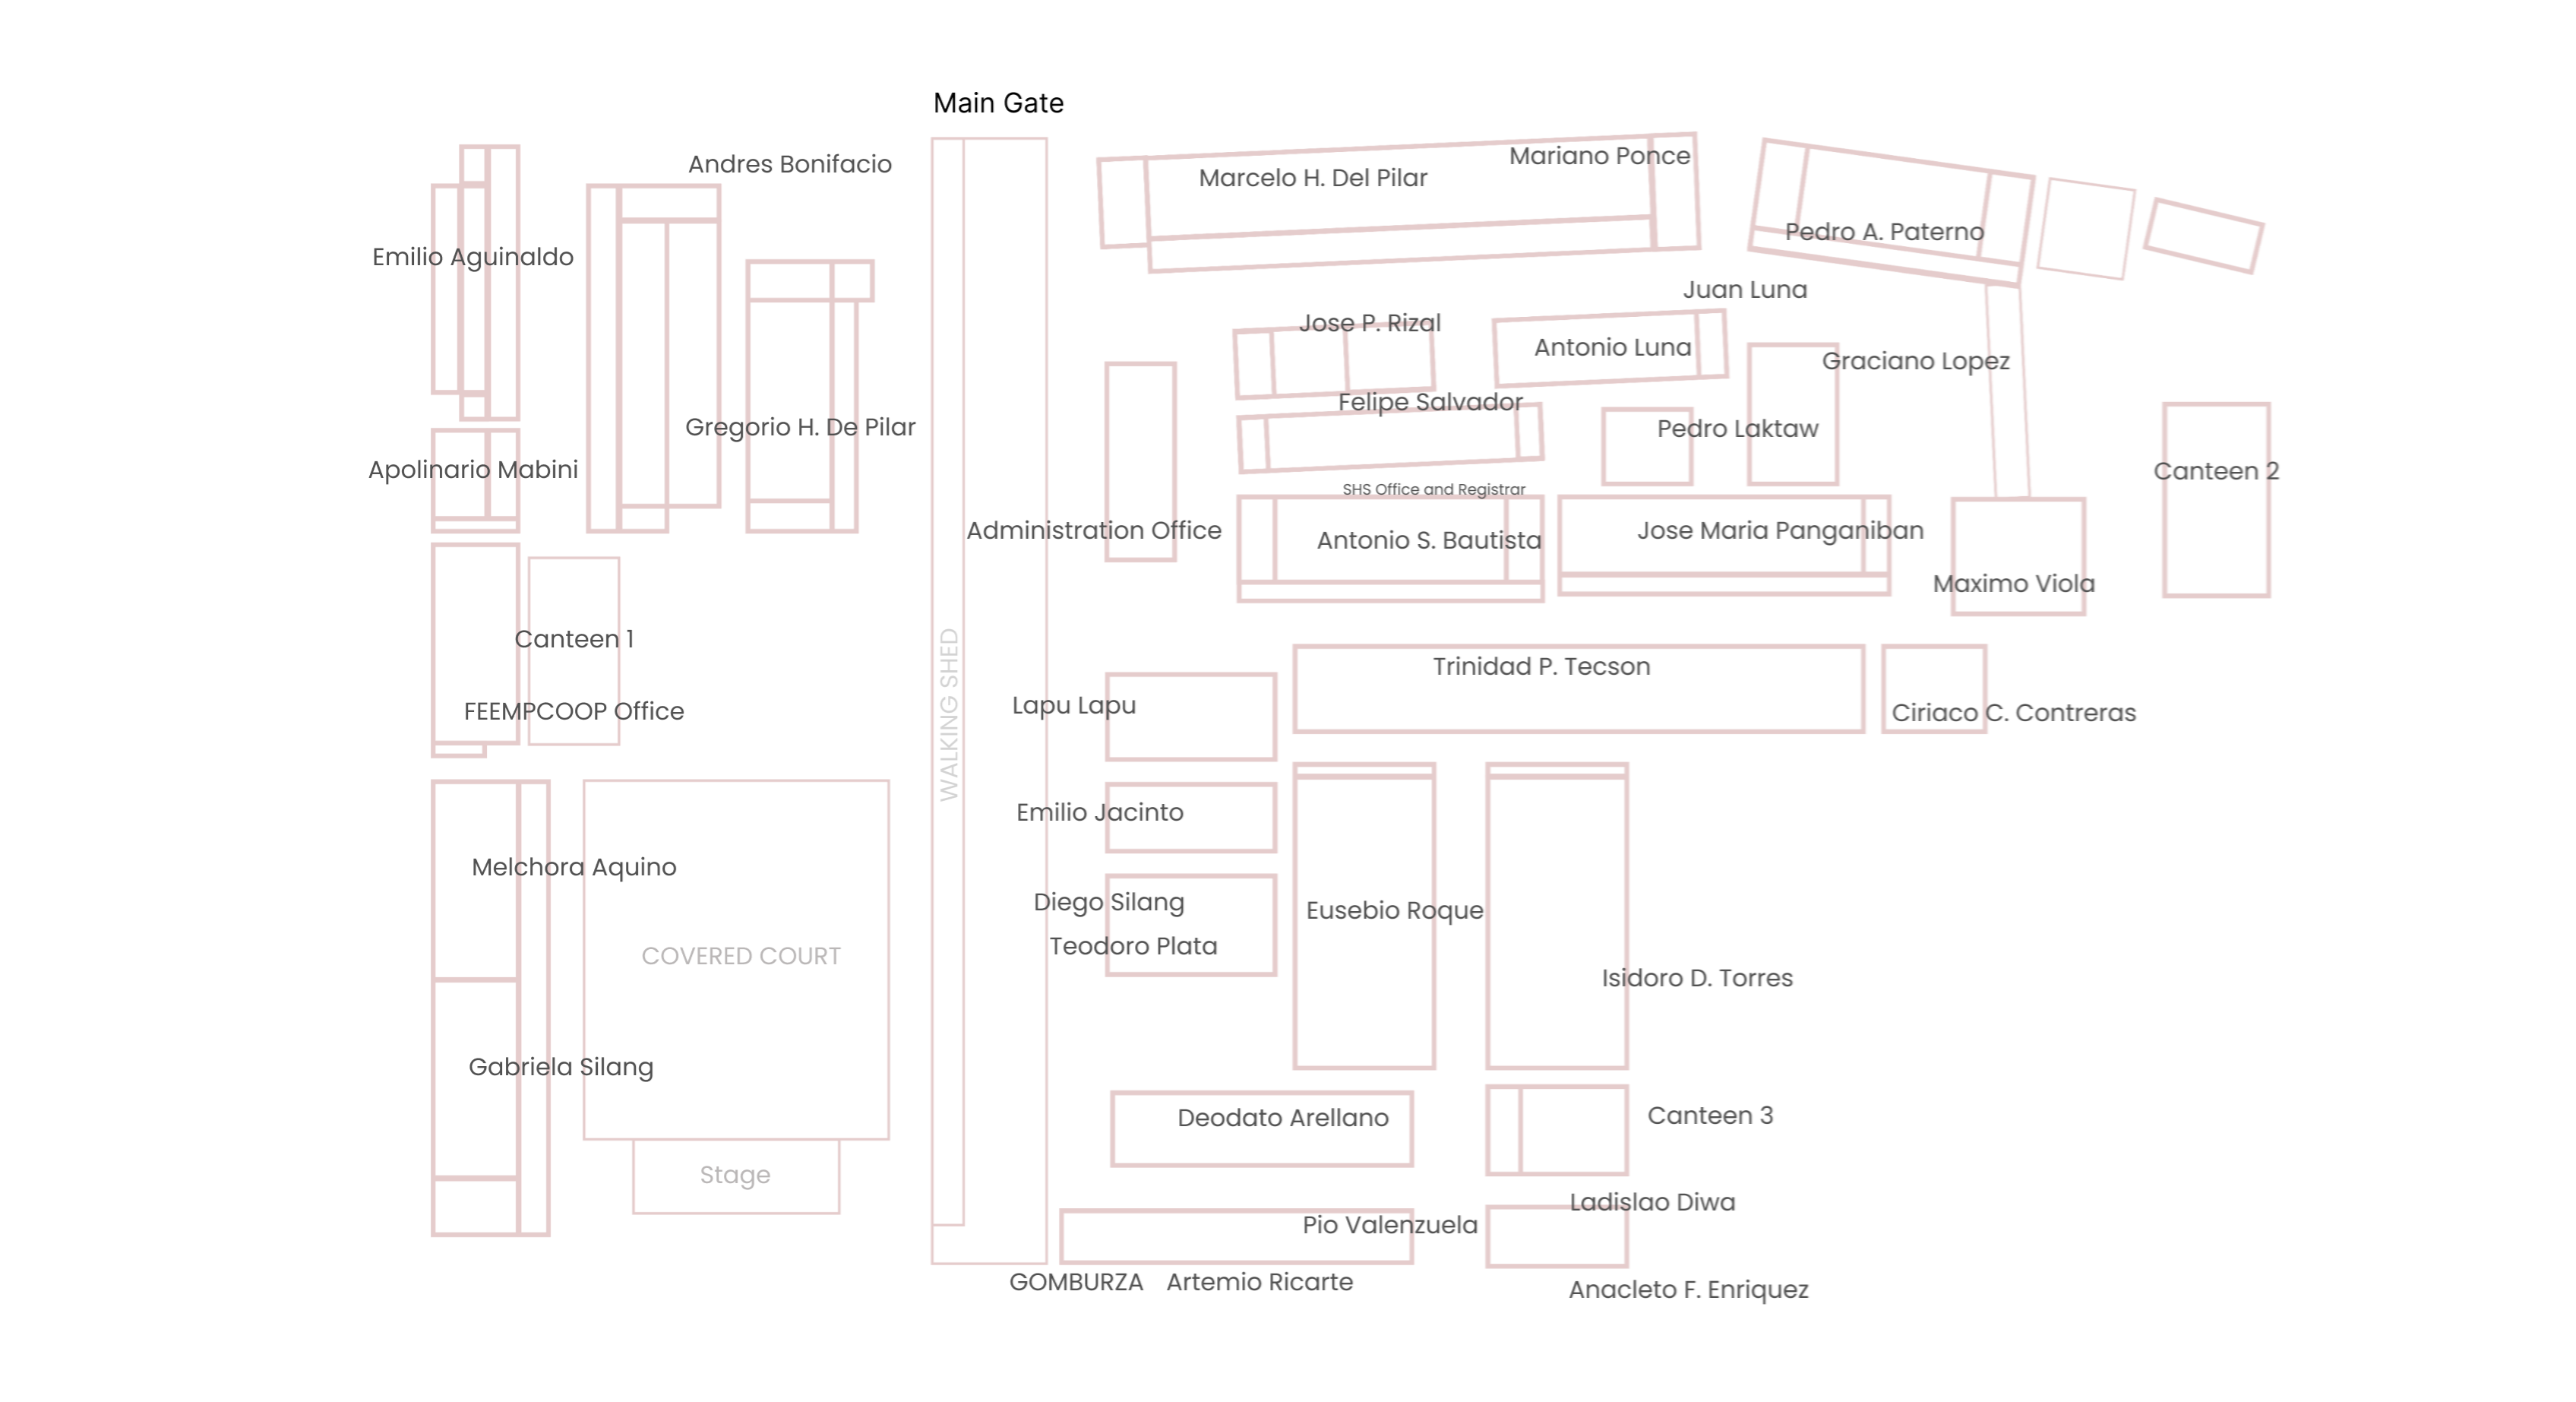 Main Gate
Andres Bonifacio
Mariano Ponce
Marcelo H. Del Pilar
Pedro A. Paterno
Emilio Aguinaldo
Juan Luna
Jose P. Rizal
Antonio Luna
Graciano Lopez
Felipe Salvador
Gregorio H. De Pilar
Pedro Laktaw
Apolinario Mabini
Canteen 2
SHS Office and Registrar
Administration Office
Antonio S. Bautista
Jose Maria Panganiban
Maximo Viola
Canteen 1
Trinidad P. Tecson
FEEMPCOOP Office
WALKING SHED
Lapu Lapu
Ciriaco C. Contreras
Emilio Jacinto
Melchora Aquino
Diego Silang
Eusebio Roque
Teodoro Plata
COVERED COURT
Isidoro D. Torres
Gabriela Silang
Deodato Arellano
Canteen 3
Stage
Ladislao Diwa
Pio Valenzuela
GOMBURZA
Artemio Ricarte
Anacleto F. Enriquez